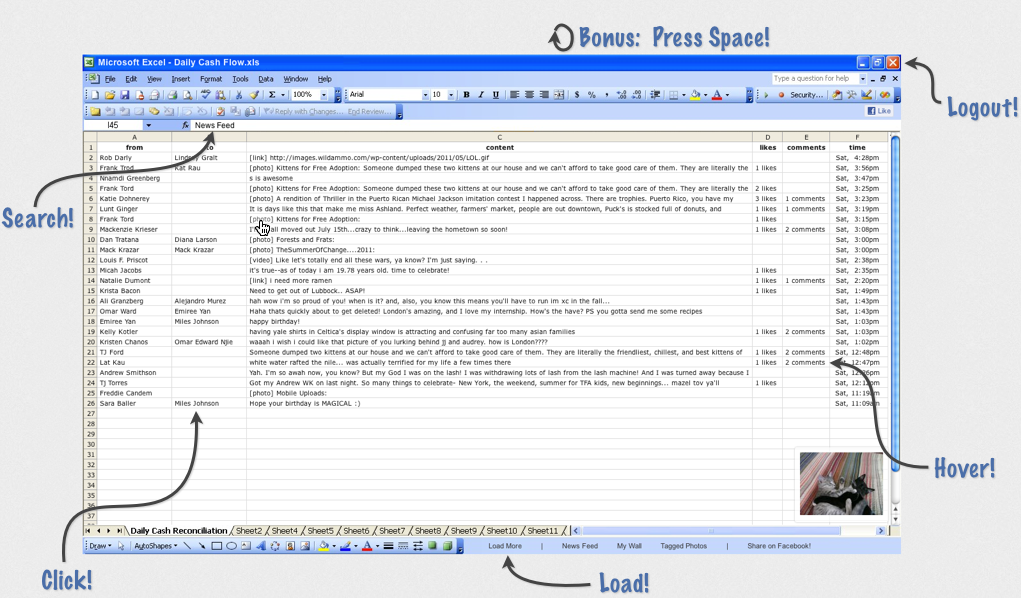 Bonus: Press Space!
Microsoft Excel - Daily Cash Flow.xls
File Edit View Insert Format Tools Data Window Help
Type a question for help
100% Arial 10 B I U $ % , Security...
Logout!
Reply with Changes... End Review...
Like
I45 fx News Feed
A C D E F
1 from to content likes comments time
2 Rob Darly Lindsey Gralt [link] http://images.wildammo.com/wp-content/uploads/2011/05/LOL.gif Sat, 4:28pm
3 Frank Trod Kat Rau [photo] Kittens for Free Adoption: Someone dumped these two kittens at our house and we can't afford to take good care of them. They are literally the 1 likes Sat, 3:56pm
4 Nnamdi Greenberg s is awesome Sat, 3:47pm
5 Frank Tord [photo] Kittens for Free Adoption: Someone dumped these two kittens at our house and we can't afford to take good care of them. They are literally the 2 likes Sat, 3:25pm
6 Katie Dohnerey [photo] A rendition of Thriller in the Puerto Rican Michael Jackson imitation contest I happened across. There are trophies. Puerto Rico, you have my 3 likes 1 comments Sat, 3:23pm
7 Lunt Ginger It is days like this that make me miss Ashland. Perfect weather, farmers' market, people are out downtown, Puck's is stocked full of donuts, and 1 likes 1 comments Sat, 3:19pm
Search!
8 Frank Tord [photo] Kittens for Free Adoption: 1 likes Sat, 3:15pm
9 Mackenzie Krieser all moved out July 15th...crazy to think...leaving the hometown so soon! 2 likes 2 comments Sat, 3:08pm
10 Dan Tratana Diana Larson [photo] Forests and Frats: Sat, 3:00pm
11 Mack Krazar Mack Krazar [photo] TheSummerOfChange....2011: Sat, 3:00pm
12 Louis F. Priscot [video] Like let's totally end all these wars, ya know? I'm just saying. . . Sat, 2:38pm
13 Micah Jacobs it's true--as of today i am 19.78 years old. time to celebrate! 1 likes Sat, 2:35pm
14 Natalie Dumont [link] i need more ramen 1 likes 1 comments Sat, 2:20pm
15 Krista Bacon Need to get out of Lubbock.. ASAP! 1 likes Sat, 1:49pm
16 Ali Granzberg Alejandro Murez hah wow i'm so proud of you! when is it? and, also, you know this means you'll have to run im xc in the fall... Sat, 1:43pm
17 Omar Ward Emiree Yan Haha thats quickly about to get deleted! London's amazing, and I love my internship. How's the have? PS you gotta send me some recipes Sat, 1:03pm
18 Emiree Yan Miles Johnson happy birthday! Sat, 1:03pm
19 Kelly Kotler having yale shirts in Celtica's display window is attracting and confusing far too many asian families 1 likes 2 comments Sat, 1:03pm
20 Kristen Chanos Omar Edward Njie waaah i wish i could like that picture of you lurking behind jj and audrey. how is London???? Sat, 1:02pm
21 TJ Ford Someone dumped two kittens at our house and we can't afford to take good care of them. They are literally the friendliest, chillest, and best kittens of 1 likes 2 comments Sat, 12:48pm
22 Lat Kau white water rafted the nile... was actually terrified for my life a few times there 1 likes 2 comments Sat, 12:47pm
23 Andrew Smithson Yah. I'm so awah now, you know? But my God I was on the lash! I was withdrawing lots of lash from the lash machine! And I was turned away because I Sat,
24 Tj Torres Got my Andrew WK on last night. So many things to celebrate- New York, the weekend, summer for TFA kids, new beginnings... mazel tov ya'll 1 likes Sat,
25 Freddie Candem [photo] Mobile Uploads: Sat,
26 Sara Baller Miles Johnson Hope your birthday is MAGICAL :) Sat,
27
28
29
30
31
Hover!
32
33
34
35
36
37
Daily Cash Reconciliation Sheet2 Sheet4 Sheet5 Sheet6 Sheet7 Sheet8 Sheet9 Sheet10 Sheet11
Draw AutoShapes Load More | News Feed My Wall Tagged Photos | Share on Facebook!
Click!
Load!